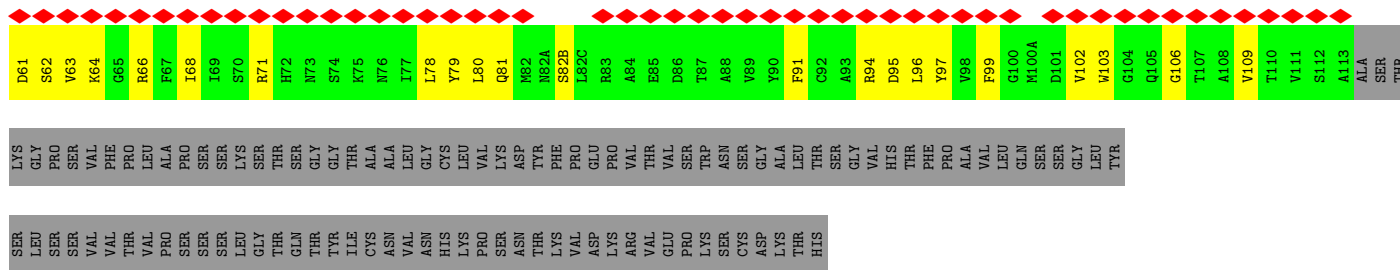 D61 S62 V63 K64 G65 R66 F67 I68 I69 S70 R71 H72 N73 S74 K75 N76 I77 L78 Y79 L80 Q81 M82 N82A S82B L82C R83 A84 E85 D86 T87 A88 V89 Y90 F91 C92 A93 R94 D95 L96 Y97 V98 F99 G100 M100A D101 V102 W103 G104 Q105 G106 T107 A108 V109 T110 V111 S112 A113 ALA SER THR
LYS GLY PRO SER VAL PHE PRO LEU ALA PRO SER SER LYS SER THR SER GLY GLY THR ALA ALA LEU GLY CYS LEU VAL LYS ASP TYR PHE PRO GLU PRO VAL THR VAL SER TRP ASN SER GLY ALA LEU THR SER GLY VAL HIS THR PHE PRO ALA VAL LEU GLN SER SER GLY LEU TYR
SER LEU SER SER VAL VAL THR VAL PRO SER SER SER LEU GLY THR GLN THR TYR ILE CYS ASN VAL ASN HIS LYS PRO SER ASN THR LYS VAL ASP LYS ARG VAL GLU PRO LYS SER CYS ASP LYS THR HIS